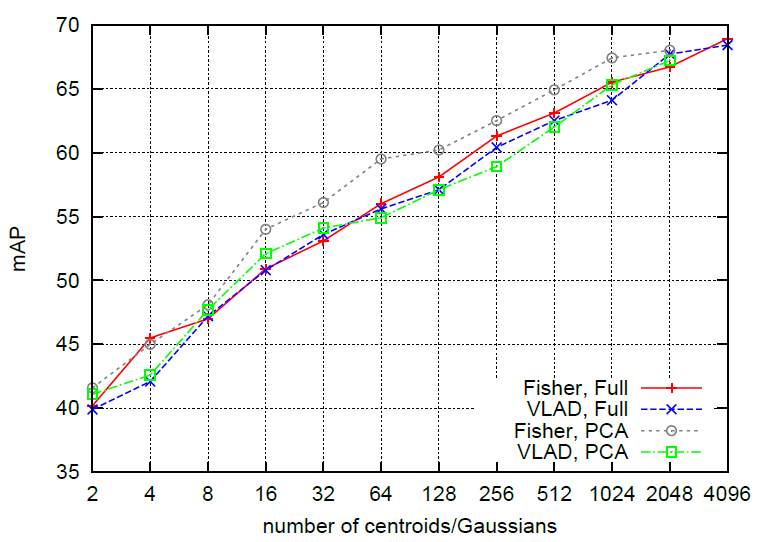 70
65
60
55
50
45
40
35
mAP
Fisher, Full
VLAD, Full
Fisher, PCA
VLAD, PCA
2 4 8 16 32 64 128 256 512 1024 2048 4096
number of centroids/Gaussians